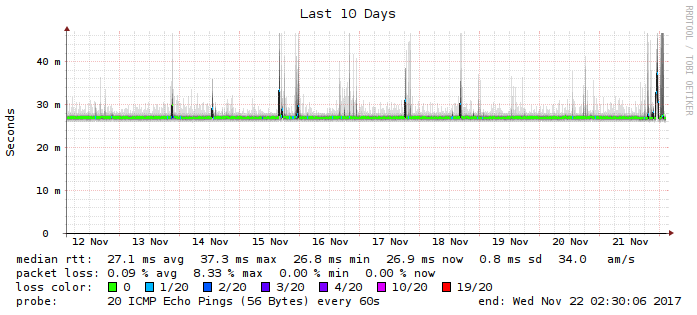 Last 10 Days
RRDTOOL / TOBI OETIKER
Seconds
40 m
30 m
20 m
10 m
0
12 Nov 13 Nov 14 Nov 15 Nov 16 Nov 17 Nov 18 Nov 19 Nov 20 Nov 21 Nov
median rtt: 27.1 ms avg 37.3 ms max 26.8 ms min 26.9 ms now 0.8 ms sd 34.0 am/s
packet loss: 0.09 % avg 8.33 % max 0.00 % min 0.00 % now
loss color: 0 1/20 2/20 3/20 4/20 10/20 19/20
probe: 20 ICMP Echo Pings (56 Bytes) every 60s end: Wed Nov 22 02:30:06 2017